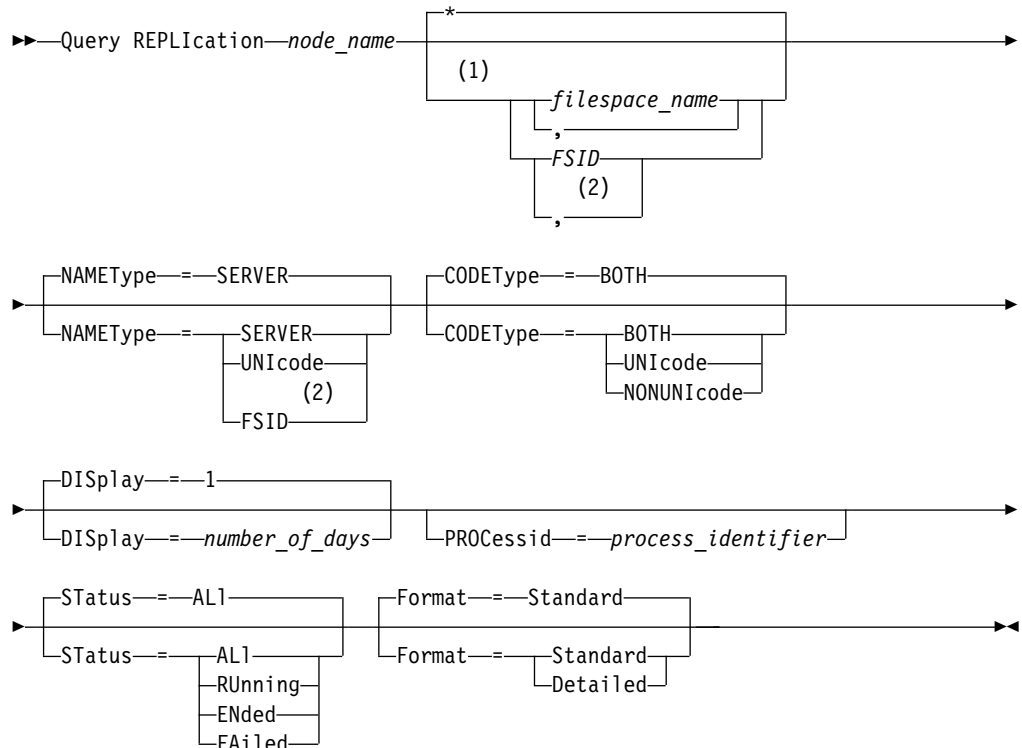 *
Query REPLIcation node_name
(1)
filespace_name
,
FSID
(2)
,
NAMEType = SERVER CODEType = BOTH
NAMEType = SERVER CODEType = BOTH
UNIcode UNIcode
(2) NONUNIcode
FSID
DISplay = 1
DISplay = number_of_days PROCessid = process_identifier
STatus = ALl Format = Standard
STatus = ALl Format = Standard
RUnning Detailed
ENded
FAiled